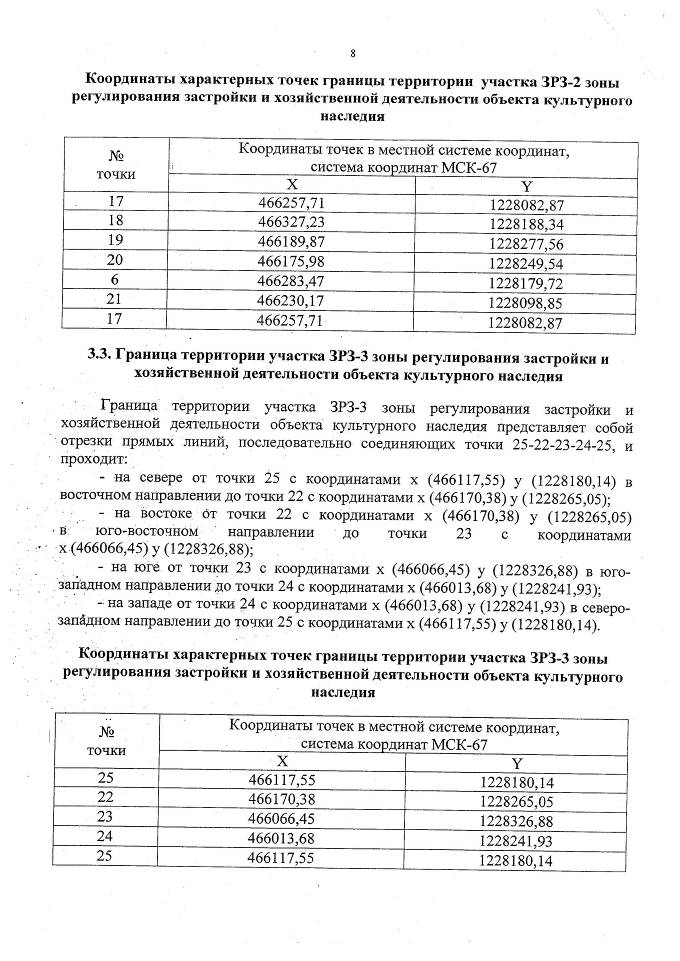 8
Координаты характерных точек границы территории участка ЗРЗ-2 зоны
регулирования застройки и хозяйственной деятельности объекта культурного
наследия
№
точки
Координаты точек в местной системе координат,
система координат МСК-67
X Y
17 466257,71 1228082,87
18 466327,23 1228188,34
19 466189,87 1228277,56
20 466175,98 1228249,54
6 466283,47 1228179,72
21 466230,17 1228098,85
17 466257,71 1228082,87
3.3. Граница территории участка ЗРЗ-3 зоны регулирования застройки и
хозяйственной деятельности объекта культурного наследия
Граница территории участка ЗРЗ-3 зоны регулирования застройки и
хозяйственной деятельности объекта культурного наследия представляет собой
отрезки прямых линий, последовательно соединяющих точки 25-22-23-24-25, и
проходит:
- на севере от точки 25 с координатами x (466117,55) y (1228180,14) в
восточном направлении до точки 22 с координатами x (466170,38) y (1228265,05);
- на востоке от точки 22 с координатами x (466170,38) y (1228265,05)
в юго-восточном направлении до точки 23 с координатами
x (466066,45) y (1228326,88);
- на юге от точки 23 с координатами x (466066,45) y (1228326,88) в юго-
западном направлении до точки 24 с координатами x (466013,68) y (1228241,93);
- на западе от точки 24 с координатами x (466013,68) y (1228241,93) в северо-
западном направлении до точки 25 с координатами x (466117,55) y (1228180,14).
Координаты характерных точек границы территории участка ЗРЗ-3 зоны
регулирования застройки и хозяйственной деятельности объекта культурного
наследия
№
точки
Координаты точек в местной системе координат,
система координат МСК-67
X Y
25 466117,55 1228180,14
22 466170,38 1228265,05
23 466066,45 1228326,88
24 466013,68 1228241,93
25 466117,55 1228180,14